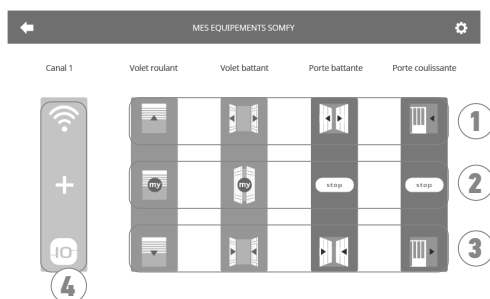 MES EQUIPEMENTS SOMFY
Canal 1 Volet roulant Volet battant Porte battante Porte coulissante
1
my my stop stop 2
IO 3
4